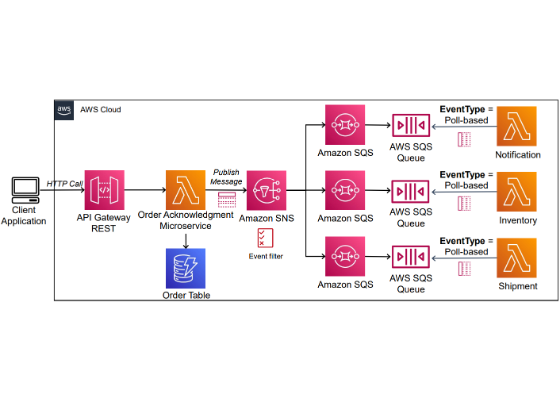 aws
AWS Cloud
HTTP Call
Client
Application
API Gateway
REST
Order Acknowledgment
Microservice
Order Table
Publish
Message
Amazon SNS
Event filter
Amazon SQS
AWS SQS
Queue
EventType =
Poll-based
Notification
Amazon SQS
AWS SQS
Queue
EventType =
Poll-based
Inventory
Amazon SQS
AWS SQS
Queue
EventType =
Poll-based
Shipment